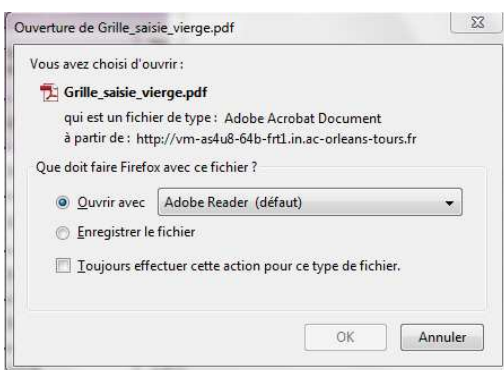 Ouverture de Grille_saisie_vierge.pdf
Vous avez choisi d'ouvrir :
Grille_saisie_vierge.pdf
qui est un fichier de type : Adobe Acrobat Document
à partir de : http://vm-as4u8-64b-frt1.in.ac-orleans-tours.fr
Que doit faire Firefox avec ce fichier ?
Ouvrir avec Adobe Reader (défaut)
Enregistrer le fichier
Toujours effectuer cette action pour ce type de fichier.
OK Annuler